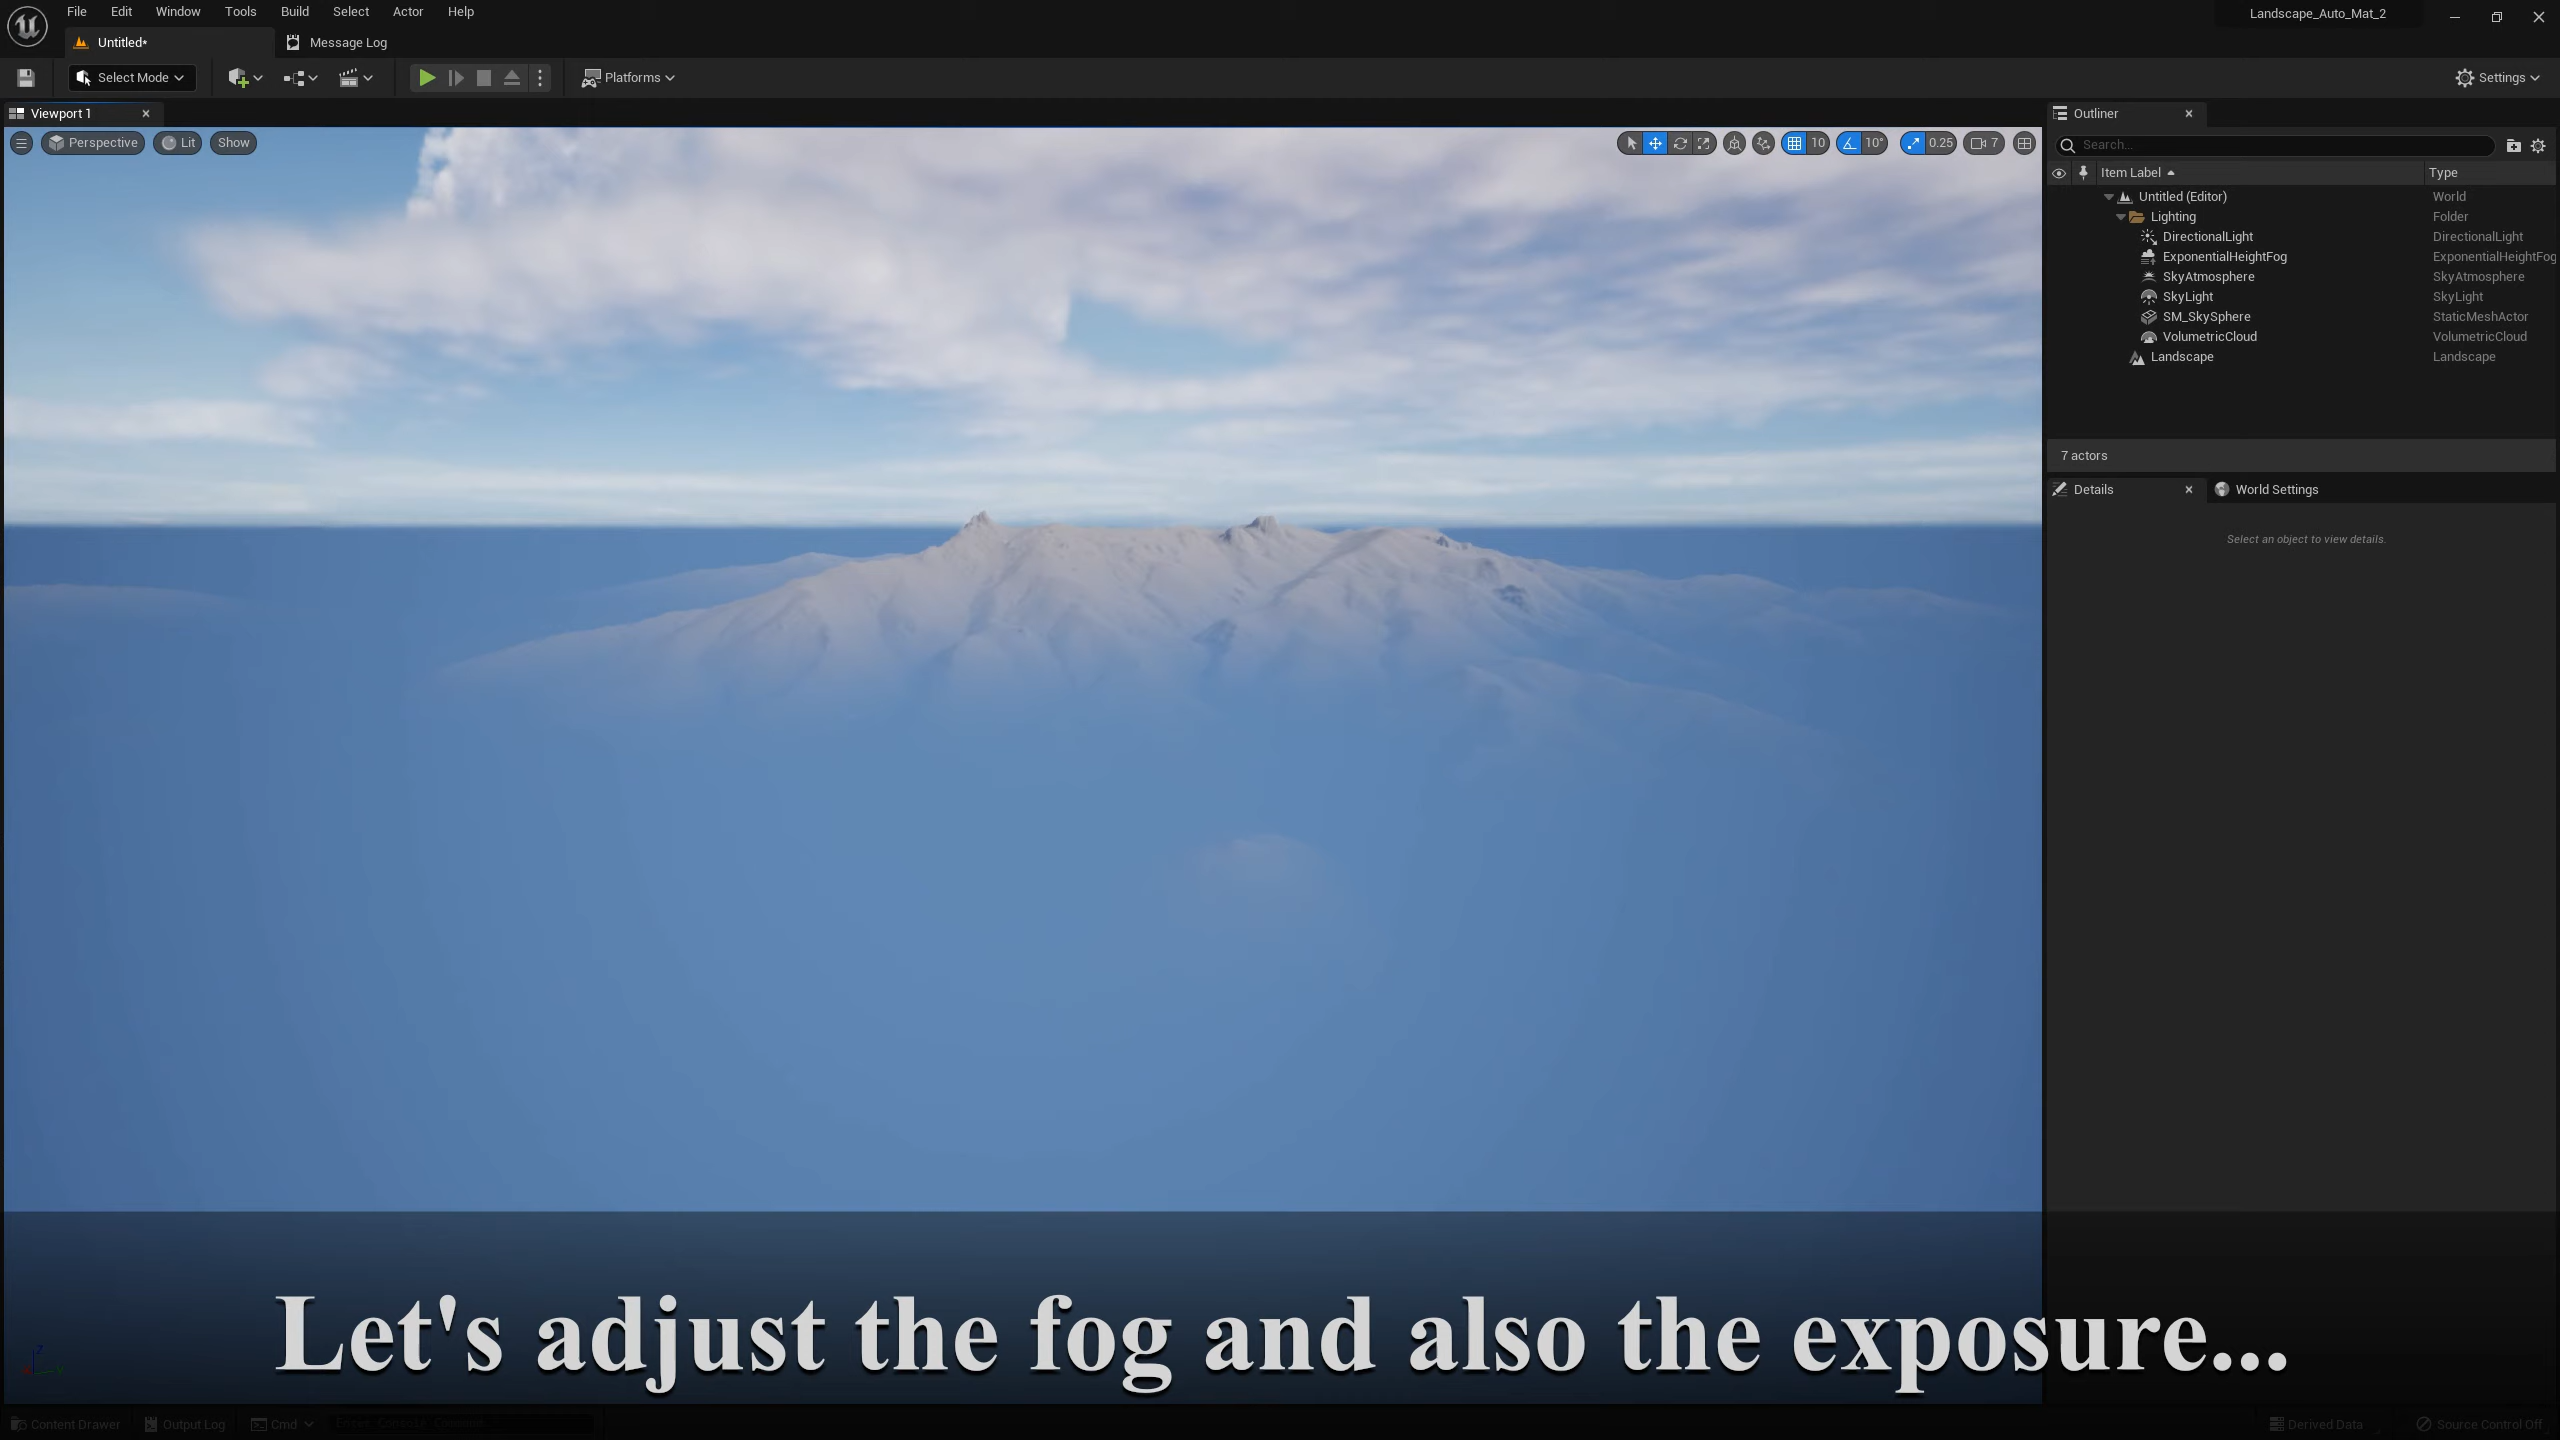 File Edit Window Tools Build Select Actor Help
Landscape_Auto_Mat_2
Untitled*
Message Log
Select Mode
Platforms
Settings
Viewport 1
Perspective
Lit
Show
10
10°
0.25
7
Outliner
Search...
Item Label
Type
Untitled (Editor) World
Lighting Folder
DirectionalLight DirectionalLight
ExponentialHeightFog ExponentialHeightFog
SkyAtmosphere SkyAtmosphere
SkyLight SkyLight
SM_SkySphere StaticMeshActor
VolumetricCloud VolumetricCloud
Landscape Landscape
7 actors
Details
World Settings
Select an object to view details.
Let's adjust the fog and also the exposure...
Content Drawer
Output Log
Cmd
Enter Console Command
Derived Data
Source Control Off